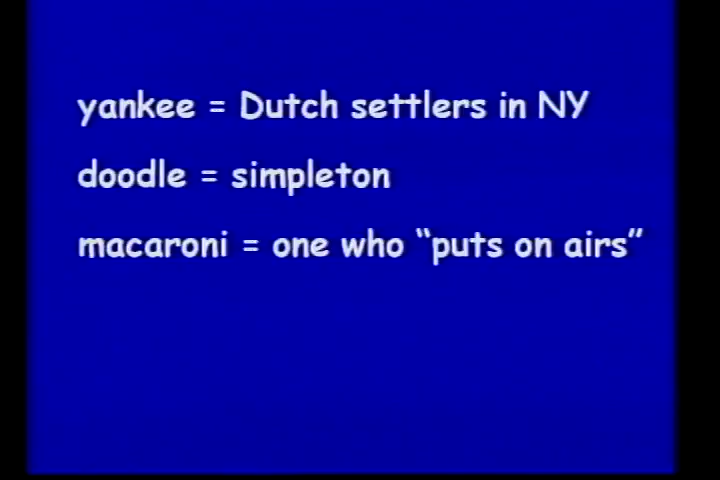 yankee = Dutch settlers in NY
doodle = simpleton
macaroni = one who “puts on airs”